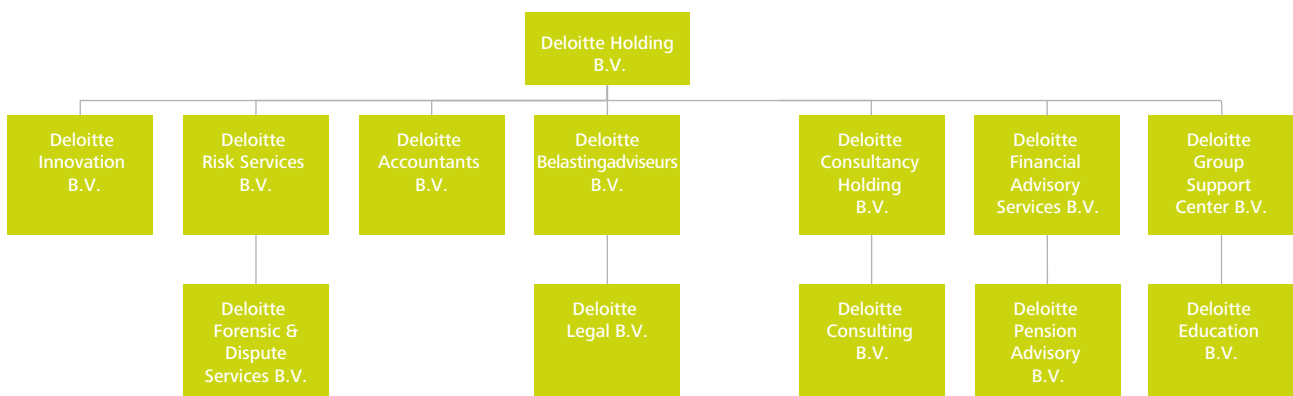 Deloitte Holding
B.V.
Deloitte
Innovation
B.V.
Deloitte
Risk Services
B.V.
Deloitte
Accountants
B.V.
Deloitte
Belastingadviseurs
B.V.
Deloitte
Consultancy
Holding
B.V.
Deloitte
Financial
Advisory
Services B.V.
Deloitte
Group
Support
Center B.V.
Deloitte
Forensic &
Dispute
Services B.V.
Deloitte
Legal B.V.
Deloitte
Consulting
B.V.
Deloitte
Pension
Advisory
B.V.
Deloitte
Education
B.V.